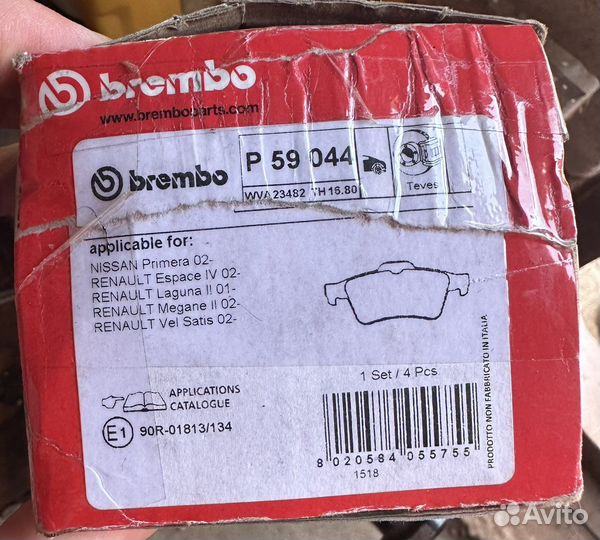 brembo
www.bremboparts.com
brembo
P 59 044
WVA 23482 TH 16.80
Teves
applicable for:
NISSAN Primera 02-
RENAULT Espace IV 02-
RENAULT Laguna II 01-
RENAULT Megane II 02-
RENAULT Vel Satis 02-
1 Set / 4 Pcs
APPLICATIONS
CATALOGUE
E1 90R-01813/134
8 020584 055755
1518
PRODOTTO NON FABBRICATO IN ITALIA
Avito